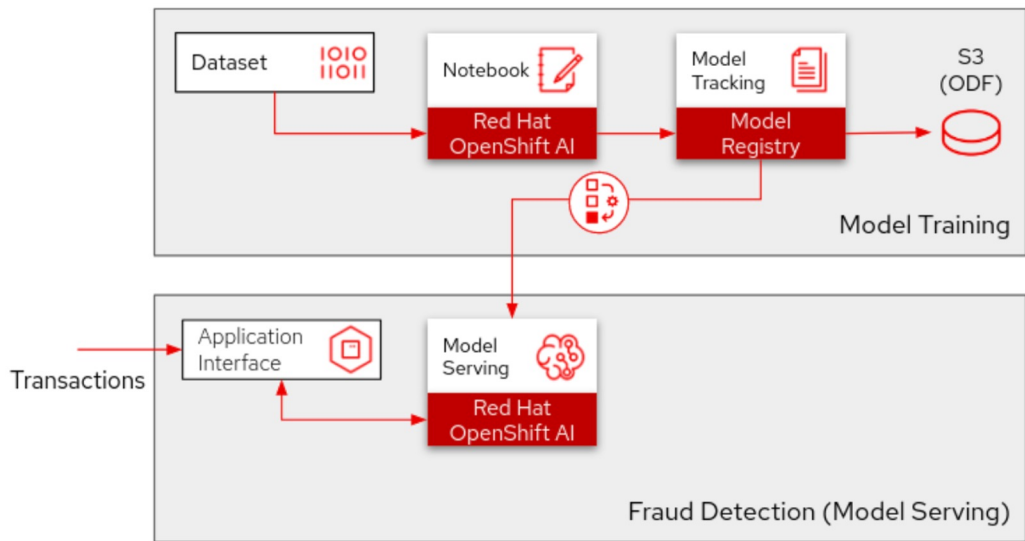 Dataset
1010
11011
Notebook
Red Hat
OpenShift AI
Model
Tracking
Model
Registry
S3
(ODF)
Model Training
Transactions
Application
Interface
Model
Serving
Red Hat
OpenShift AI
Fraud Detection (Model Serving)